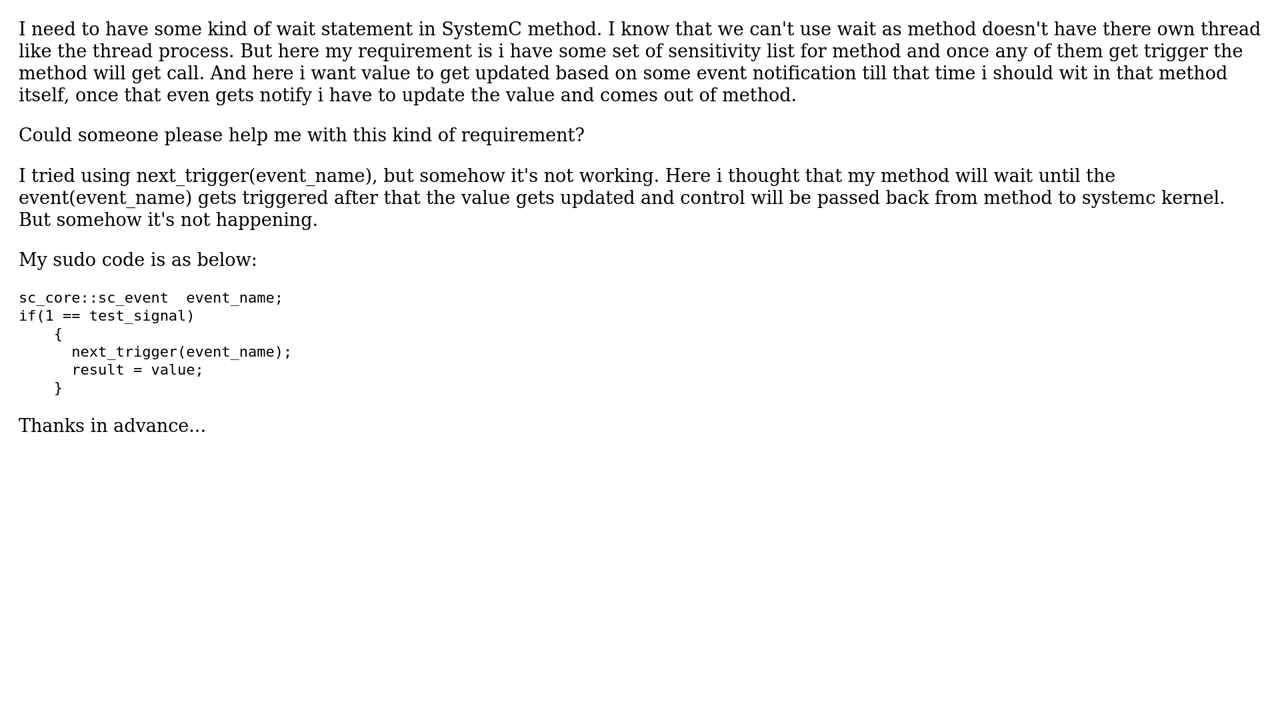 I need to have some kind of wait statement in SystemC method. I know that we can't use wait as method doesn't have there own thread
like the thread process. But here my requirement is i have some set of sensitivity list for method and once any of them get trigger the
method will get call. And here i want value to get updated based on some event notification till that time i should wit in that method
itself, once that even gets notify i have to update the value and comes out of method.
Could someone please help me with this kind of requirement?
I tried using next_trigger(event_name), but somehow it's not working. Here i thought that my method will wait until the
event(event_name) gets triggered after that the value gets updated and control will be passed back from method to systemc kernel.
But somehow it's not happening.
My sudo code is as below:
sc_core::sc_event  event_name;
if(1 == test_signal)
    {
      next_trigger(event_name);
      result = value;
    }
Thanks in advance...